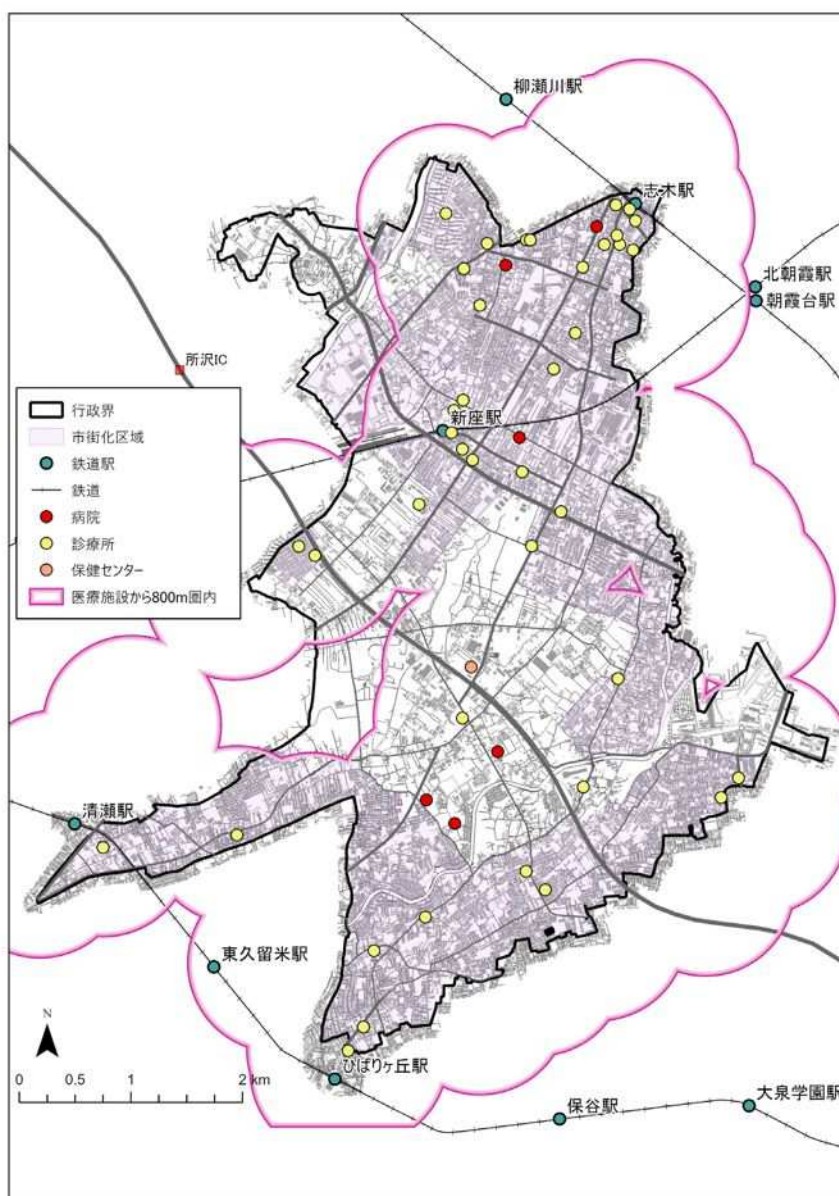 柳瀬川駅
志木駅
北朝霞駅
朝霞台駅
所沢IC
行政界
市街化区域
鉄道駅
鉄道
病院
診療所
保健センター
医療施設から800m圏内
新座駅
清瀬駅
東久留米駅
N
0 0.5 1 2 km
ひばりヶ丘駅
保谷駅
大泉学園駅